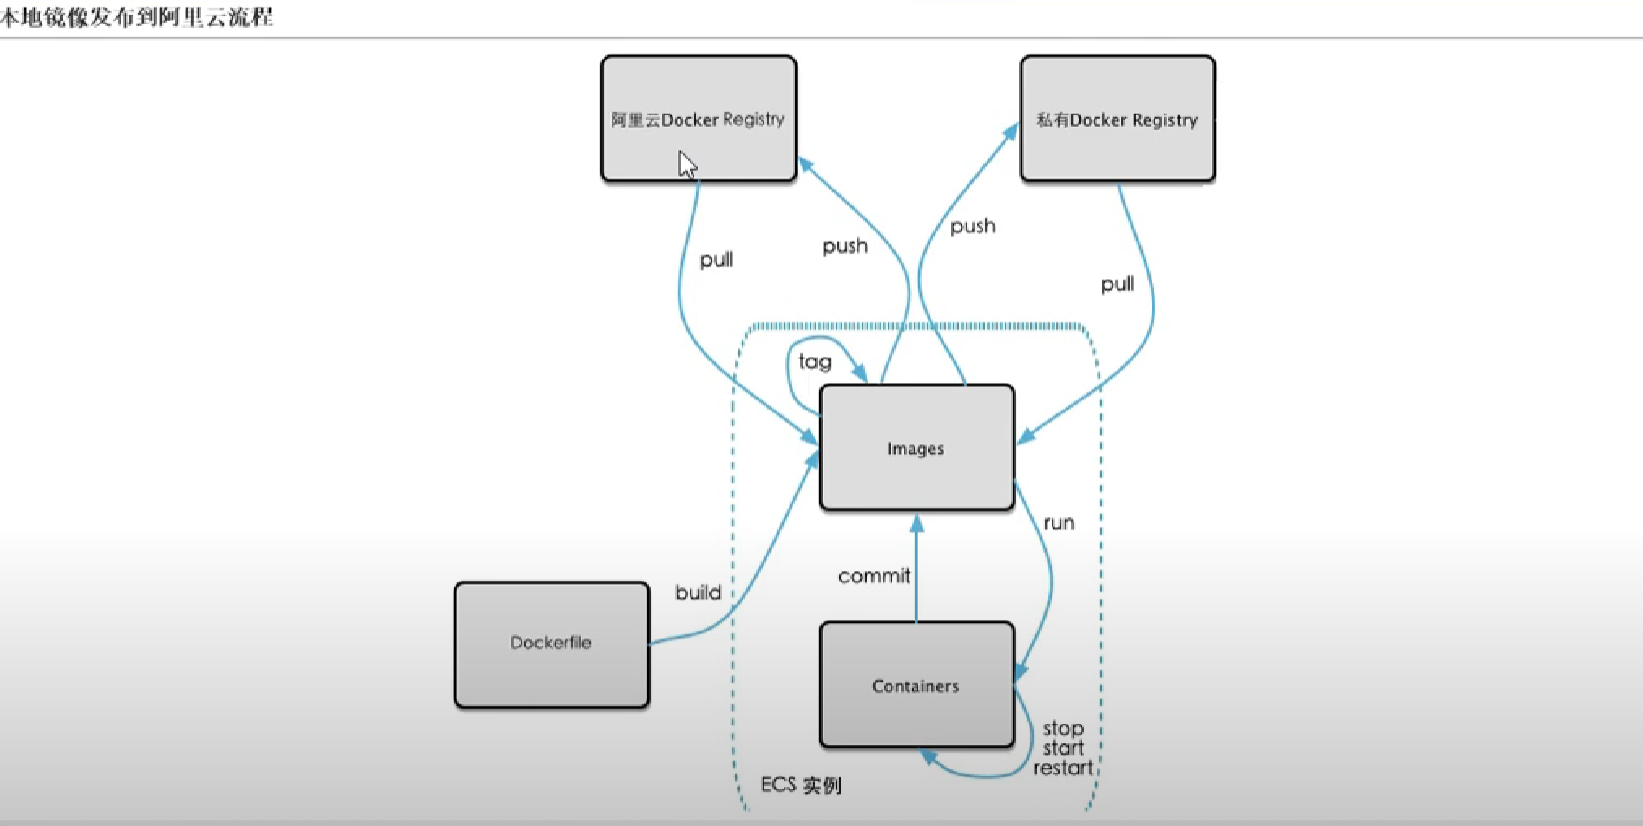 本地镜像发布到阿里云流程
阿里云Docker Registry
私有Docker Registry
push
push
pull
pull
tag
Images
run
commit
build
Dockerfile
Containers
stop
start
restart
ECS 实例